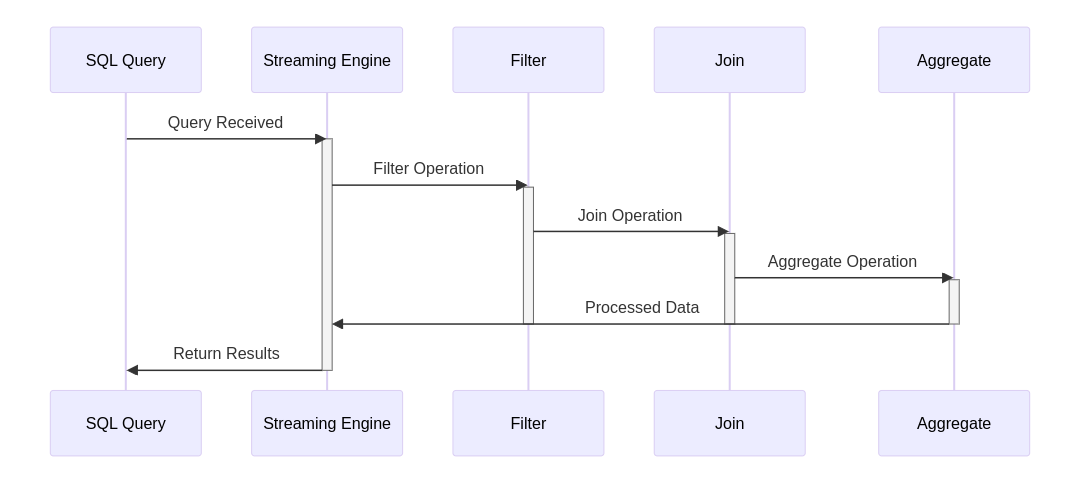 SQL Query
Streaming Engine
Filter
Join
Aggregate
Query Received
Filter Operation
Join Operation
Aggregate Operation
Processed Data
Return Results
SQL Query
Streaming Engine
Filter
Join
Aggregate